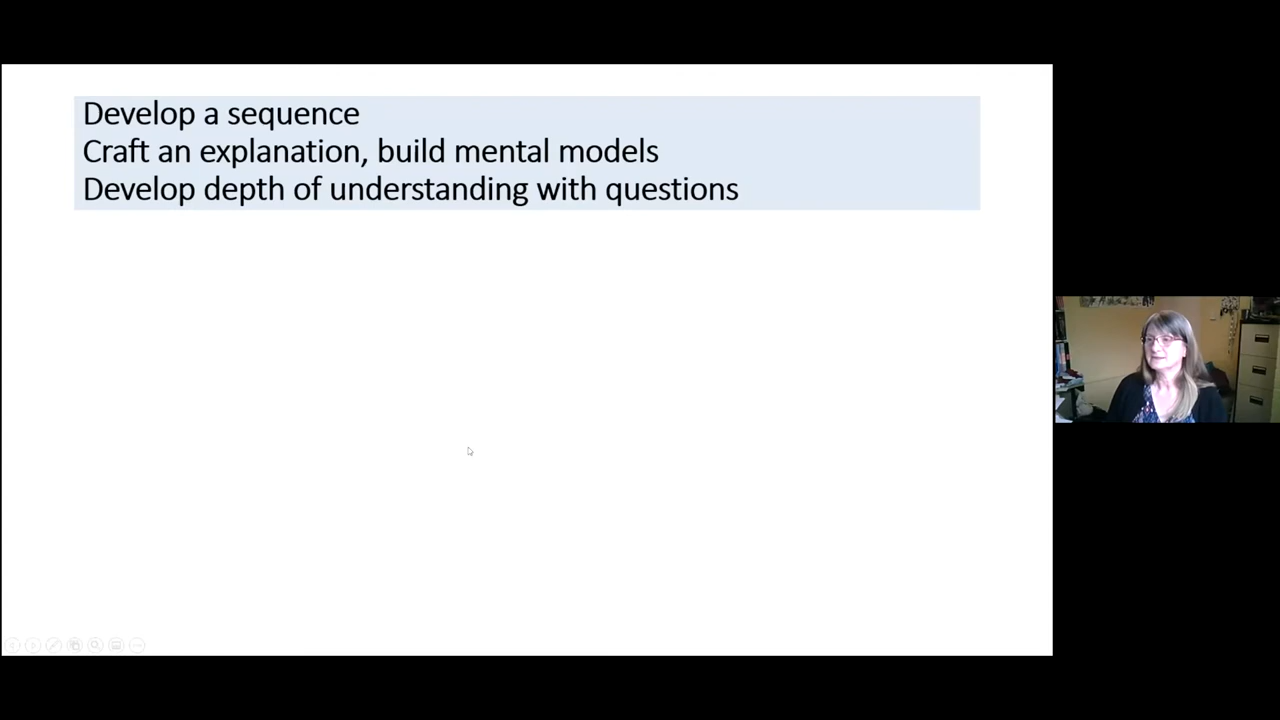 Develop a sequence
Craft an explanation, build mental models
Develop depth of understanding with questions